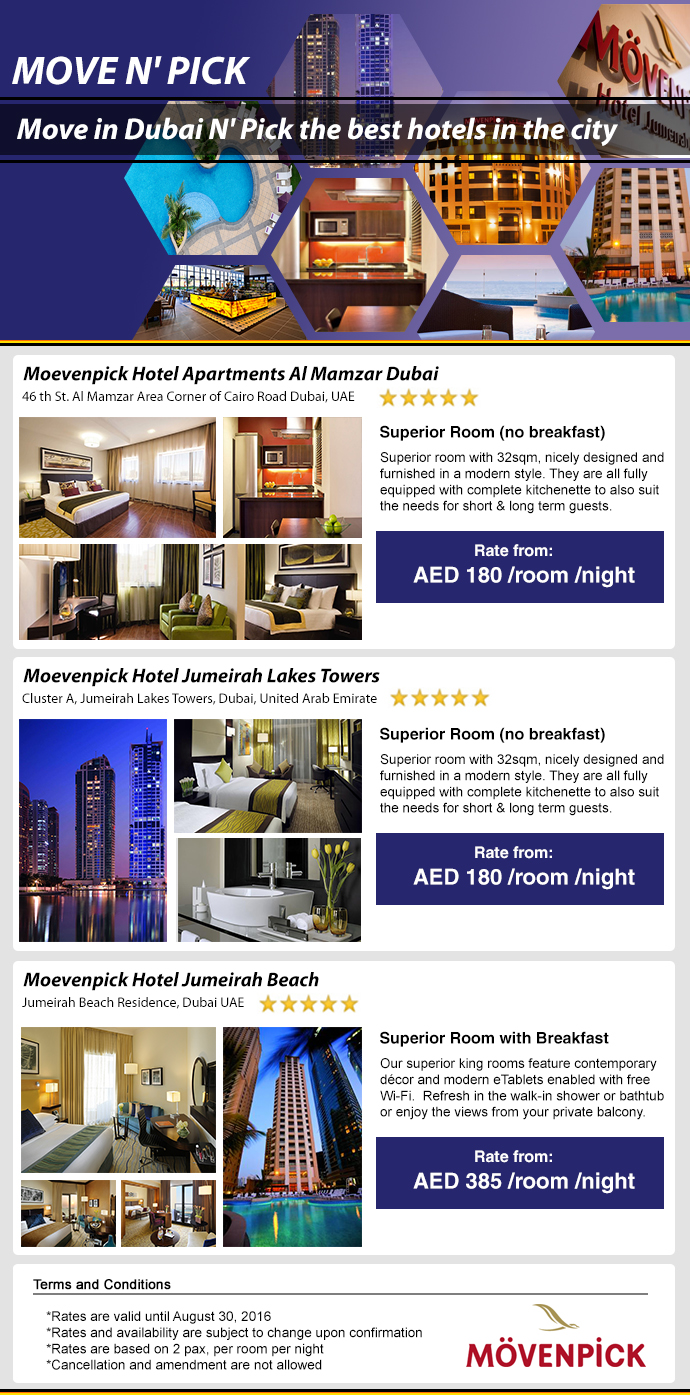 MOVE N' PICK
MÖVEN
Hotel Jumeirah
Move in Dubai N' Pick the best hotels in the city
Moevenpick Hotel Apartments Al Mamzar Dubai
46 th St. Al Mamzar Area Corner of Cairo Road Dubai, UAE
Superior Room (no breakfast)
Superior room with 32sqm, nicely designed and
furnished in a modern style. They are all fully
equipped with complete kitchenette to also suit
the needs for short & long term guests.
Rate from:
AED 180 /room /night
Moevenpick Hotel Jumeirah Lakes Towers
Cluster A, Jumeirah Lakes Towers, Dubai, United Arab Emirate
Superior Room (no breakfast)
Superior room with 32sqm, nicely designed and
furnished in a modern style. They are all fully
equipped with complete kitchenette to also suit
the needs for short & long term guests.
Rate from:
AED 180 /room /night
Moevenpick Hotel Jumeirah Beach
Jumeirah Beach Residence, Dubai UAE
Superior Room with Breakfast
Our superior king rooms feature contemporary
décor and modern eTablets enabled with free
Wi-Fi.  Refresh in the walk-in shower or bathtub
or enjoy the views from your private balcony.
Rate from:
AED 385 /room /night
Terms and Conditions
*Rates are valid until August 30, 2016
*Rates and availability are subject to change upon confirmation
*Rates are based on 2 pax, per room per night
*Cancellation and amendment are not allowed
MÖVENPİCK